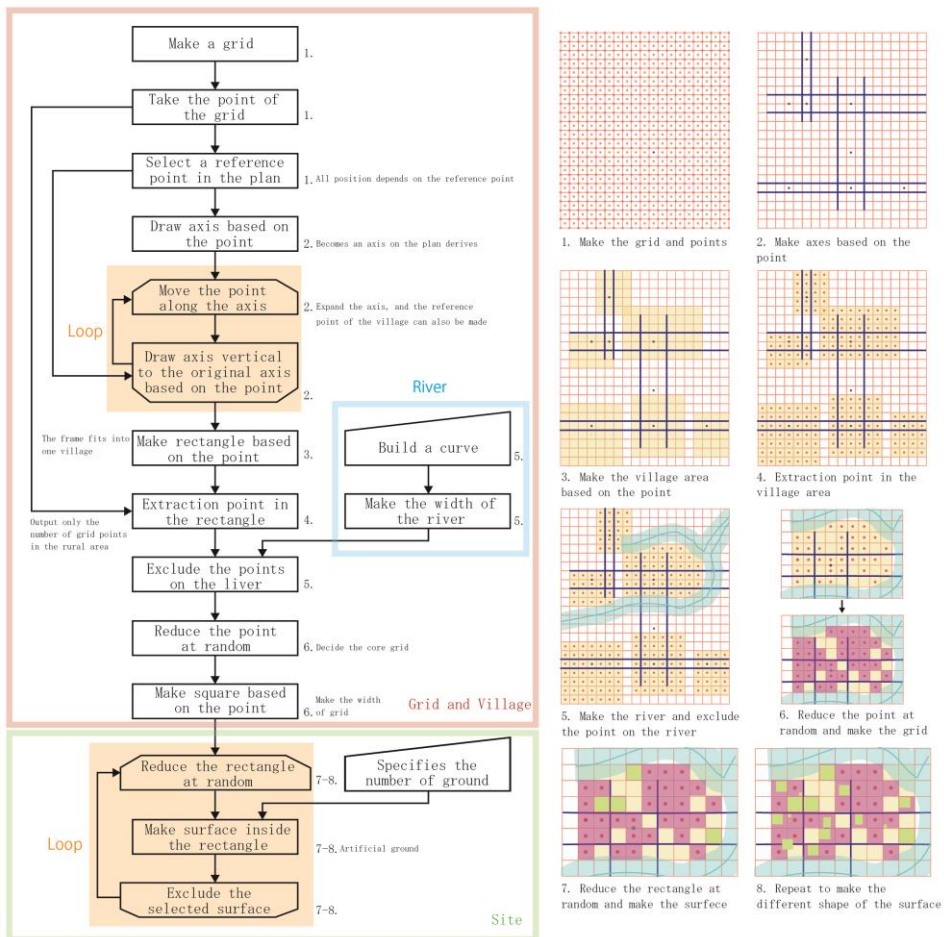 Make a grid
1.
Take the point of
the grid
1.
Select a reference
point in the plan
1. All position depends on the reference point
Draw axis based on
the point
2. Becomes an axis on the plan derives
Move the point
along the axis
2. Expand the axis, and the reference
point of the village can also be made
Loop
Draw axis vertical
to the original axis
based on the point
2.
River
The frame fits into
one village
Make rectangle based
on the point
3.
Build a curve
5.
Extraction point in
the rectangle
4.
Make the width of
the river
5.
Output only the
number of grid points
in the rural area
Exclude the points
on the liver
5.
Reduce the point
at random
6. Decide the core grid
Make square based
on the point
6.
Make the width
of grid
Grid and Village
Reduce the rectangle
at random
7-8.
Specifies the
number of ground
Loop
Make surface inside
the rectangle
7-8. Artificial ground
Exclude the
selected surface
7-8.
Site
1. Make the grid and points
2. Make axes based on the
point
3. Make the village area
based on the point
4. Extraction point in the
village area
5. Make the river and exclude
the point on the river
6. Reduce the point at
random and make the grid
7. Reduce the rectangle at
random and make the surfece
8. Repeat to make the
different shape of the surface